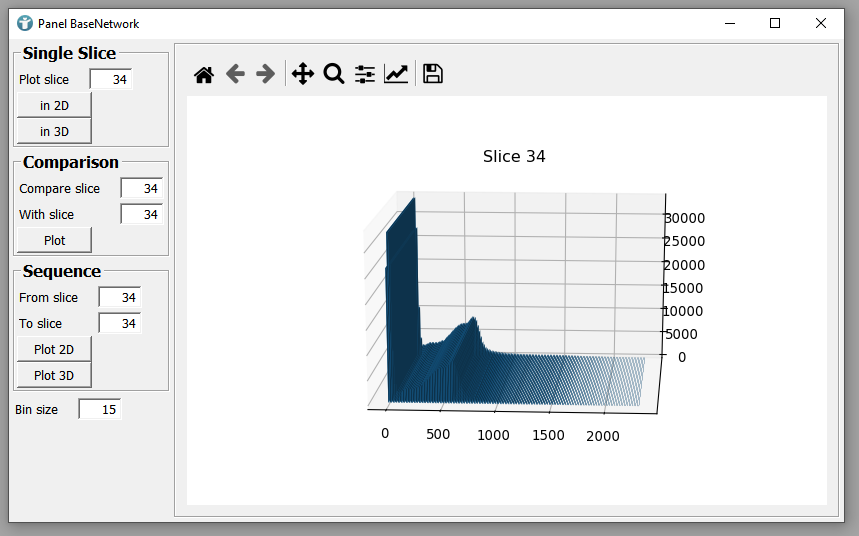 Panel BaseNetwork
Single Slice
Plot slice 34
in 2D
in 3D
Comparison
Compare slice 34
With slice 34
Plot
Sequence
From slice 34
To slice 34
Plot 2D
Plot 3D
Bin size 15
Slice 34
30000
25000
20000
15000
10000
5000
0
0 500 1000 1500 2000